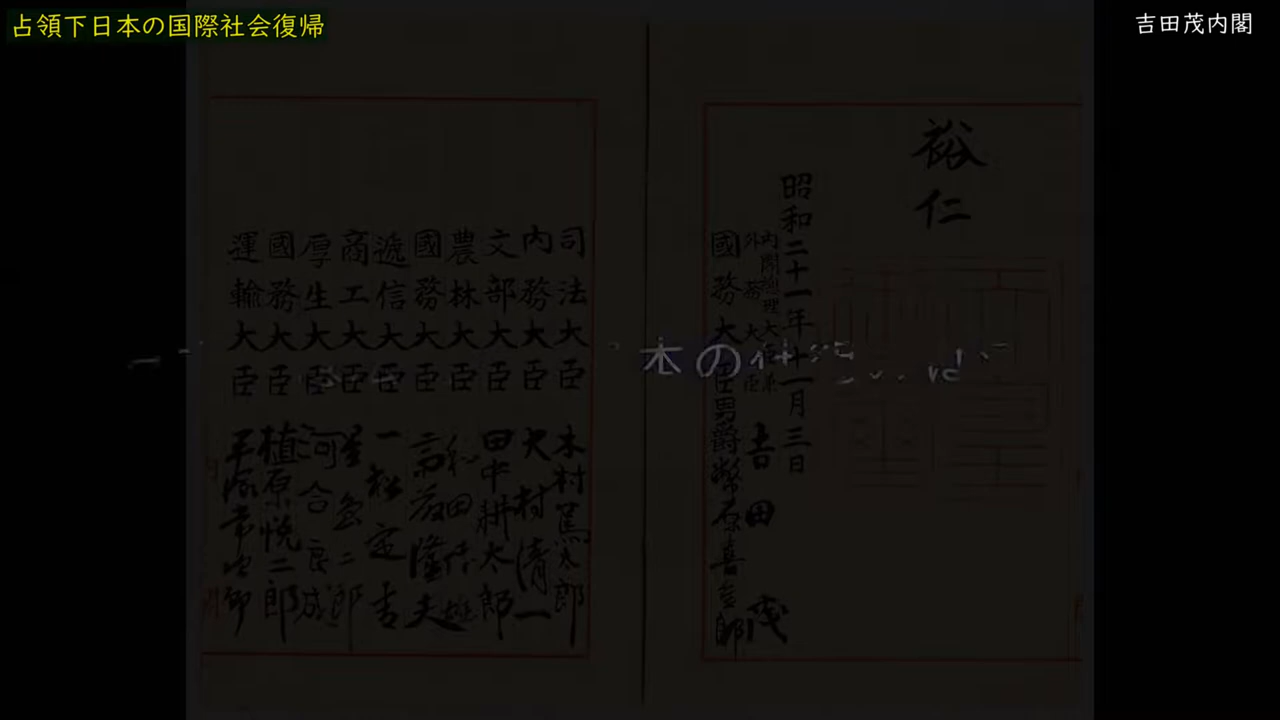 占領下日本の国際社会復帰
吉田茂内閣
裕仁
昭和二十一年十一月三日
内閣總理大臣兼
外務大臣 吉田茂
國務大臣男爵幣原喜重郎
司法大臣 木村篤太郎
内務大臣 大村清一
文部大臣 田中耕太郎
農林大臣 和田博雄
國務大臣 斎藤隆夫
遞信大臣 一松定吉
商工大臣 星島二郎
厚生大臣 河合良成
國務大臣 植原悦二郎
運輸大臣 平塚常次郎